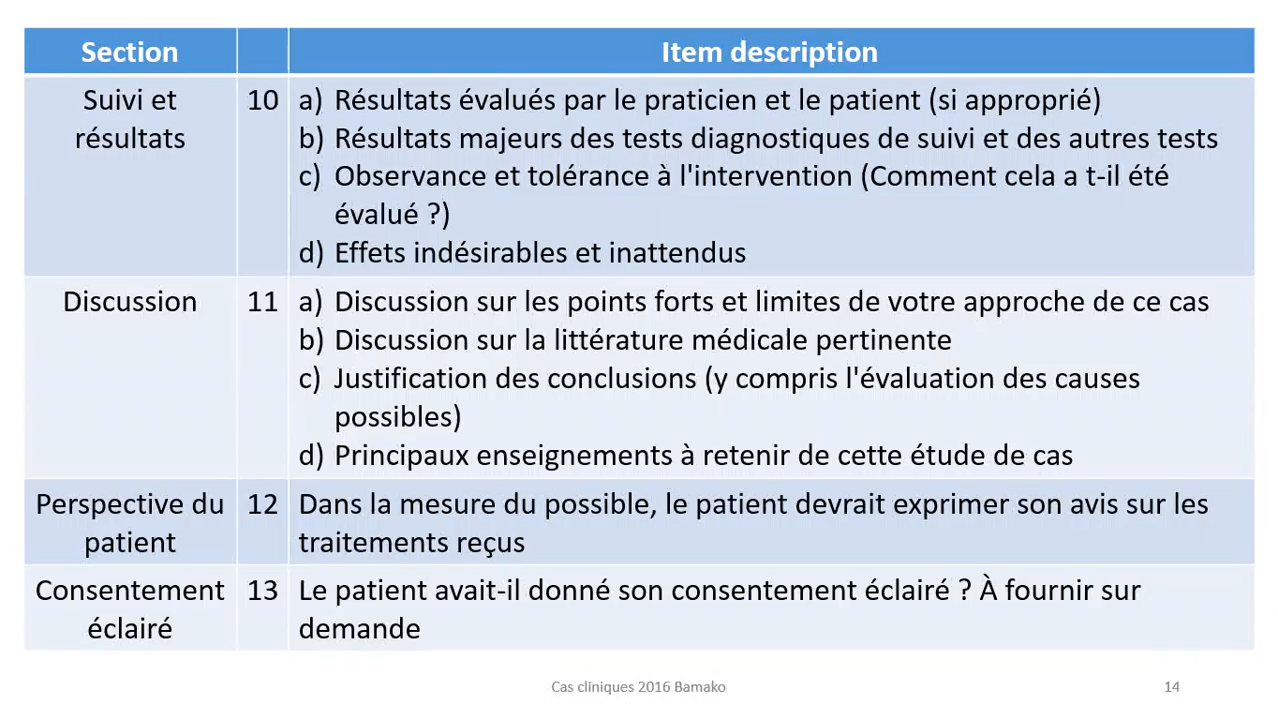 Section Item description
Suivi et
résultats
10
a) Résultats évalués par le praticien et le patient (si approprié)
b) Résultats majeurs des tests diagnostiques de suivi et des autres tests
c) Observance et tolérance à l'intervention (Comment cela a t-il été
évalué ?)
d) Effets indésirables et inattendus
Discussion
11
a) Discussion sur les points forts et limites de votre approche de ce cas
b) Discussion sur la littérature médicale pertinente
c) Justification des conclusions (y compris l'évaluation des causes
possibles)
d) Principaux enseignements à retenir de cette étude de cas
Perspective du
patient
12
Dans la mesure du possible, le patient devrait exprimer son avis sur les
traitements reçus
Consentement
éclairé
13
Le patient avait-il donné son consentement éclairé ? À fournir sur
demande
Cas cliniques 2016 Bamako
14